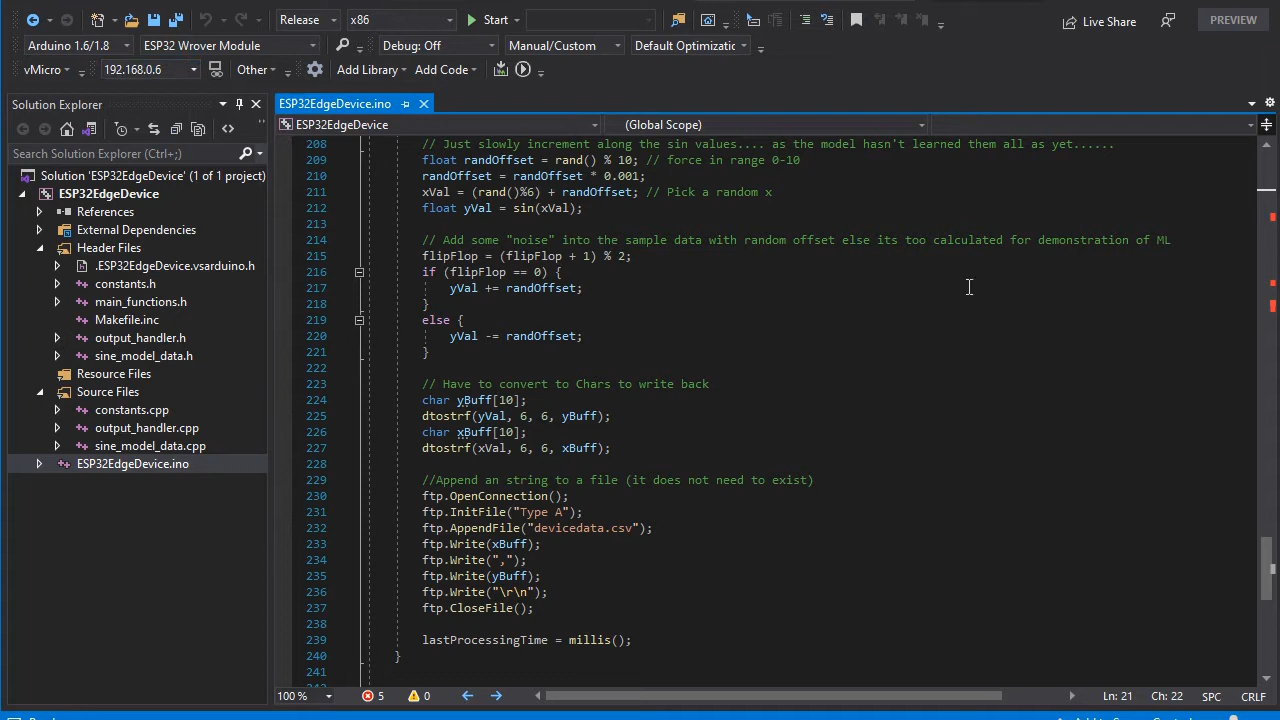 Release x86 Start
Live Share PREVIEW
Arduino 1.6/1.8 ESP32 Wrover Module Debug: Off Manual/Custom Default Optimizatic
vMicro 192.168.0.6 Other Add Library Add Code
Solution Explorer
ESP32EdgeDevice.ino
ESP32EdgeDevice (Global Scope)
Search Solution Explorer (Ctrl+;)
Solution 'ESP32EdgeDevice' (1 of 1 project)
ESP32EdgeDevice
References
External Dependencies
Header Files
.ESP32EdgeDevice.vsarduino.h
constants.h
main_functions.h
Makefile.inc
output_handler.h
sine_model_data.h
Resource Files
Source Files
constants.cpp
output_handler.cpp
sine_model_data.cpp
ESP32EdgeDevice.ino
208 // Just slowly increment along the sin values.... as the model hasn't learned them all as yet......
209 float randOffset = rand() % 10; // force in range 0-10
210 randOffset = randOffset * 0.001;
211 xVal = (rand()%6) + randOffset; // Pick a random x
212 float yVal = sin(xVal);
213
214 // Add some "noise" into the sample data with random offset else its too calculated for demonstration of ML
215 flipFlop = (flipFlop + 1) % 2;
216 if (flipFlop == 0) {
217 yVal += randOffset;
218 }
219 else {
220 yVal -= randOffset;
221 }
222
223 // Have to convert to Chars to write back
224 char yBuff[10];
225 dtostrf(yVal, 6, 6, yBuff);
226 char xBuff[10];
227 dtostrf(xVal, 6, 6, xBuff);
228
229 //Append an string to a file (it does not need to exist)
230 ftp.OpenConnection();
231 ftp.InitFile("Type A");
232 ftp.AppendFile("devicedata.csv");
233 ftp.Write(xBuff);
234 ftp.Write(",");
235 ftp.Write(yBuff);
236 ftp.Write("\r\n");
237 ftp.CloseFile();
238
239 lastProcessingTime = millis();
240 }
241
100 % 5 0 Ln: 21 Ch: 22 SPC CRLF